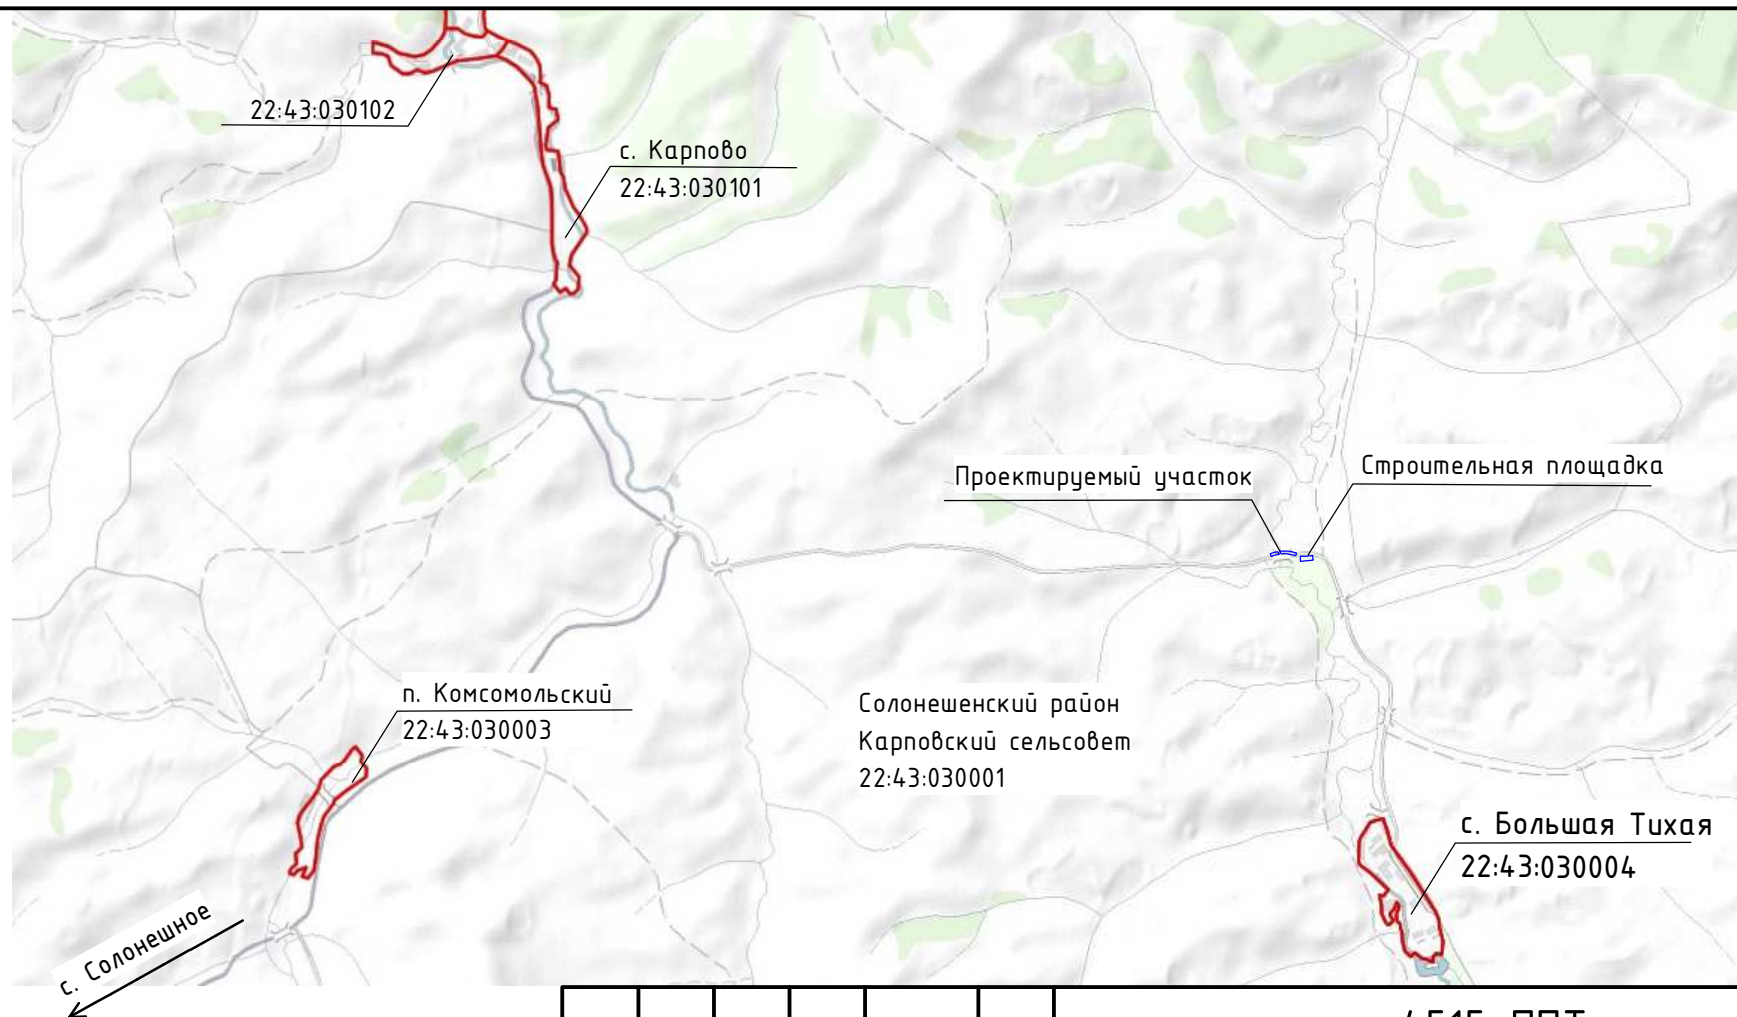 22:43:030102
с. Карпово
22:43:030101
Проектируемый участок
Строительная площадка
п. Комсомольский
22:43:030003
Солонешенский район
Карповский сельсовет
22:43:030001
с. Большая Тихая
22:43:030004
с. Солонешное